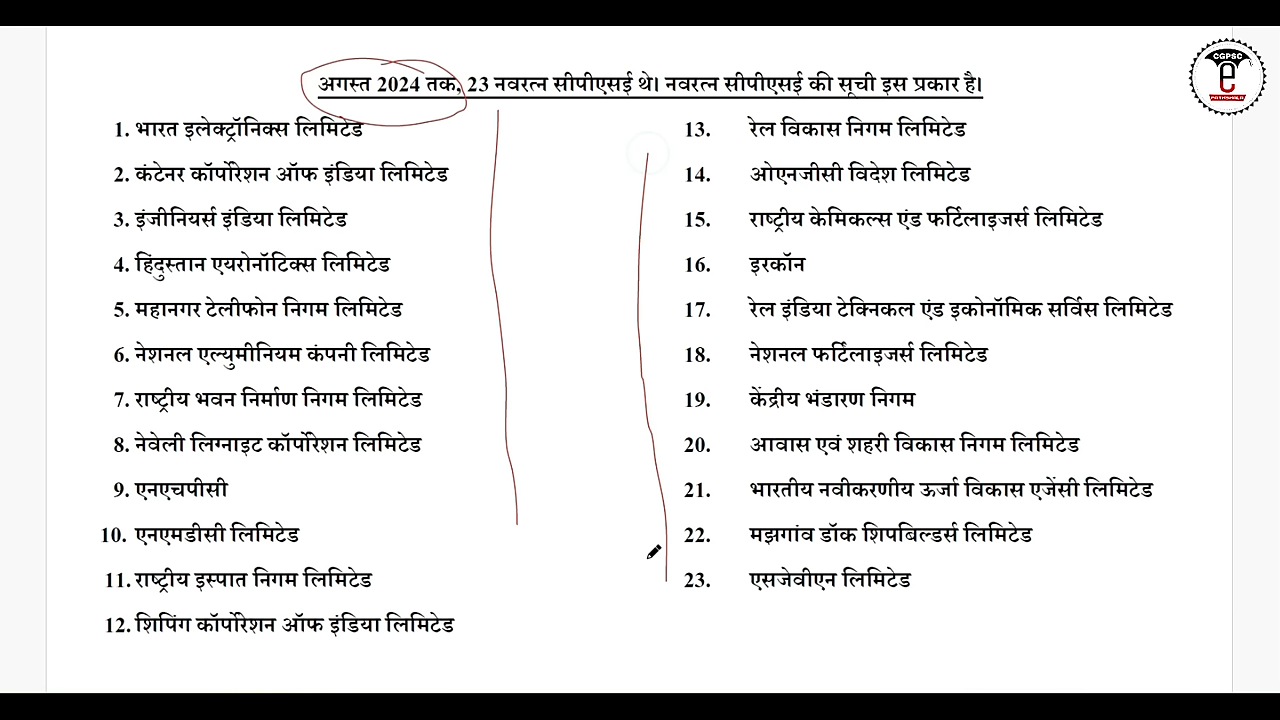 अगस्त 2024 तक, 23 नवरत्न सीपीएसई थे। नवरत्न सीपीएसई की सूची इस प्रकार है।
1. भारत इलेक्ट्रॉनिक्स लिमिटेड
2. कंटेनर कॉर्पोरेशन ऑफ इंडिया लिमिटेड
3. इंजीनियर्स इंडिया लिमिटेड
4. हिंदुस्तान एयरोनॉटिक्स लिमिटेड
5. महानगर टेलीफोन निगम लिमिटेड
6. नेशनल एल्युमीनियम कंपनी लिमिटेड
7. राष्ट्रीय भवन निर्माण निगम लिमिटेड
8. नेवेली लिग्नाइट कॉर्पोरेशन लिमिटेड
9. एनएचपीसी
10. एनएमडीसी लिमिटेड
11. राष्ट्रीय इस्पात निगम लिमिटेड
12. शिपिंग कॉर्पोरेशन ऑफ इंडिया लिमिटेड
13. रेल विकास निगम लिमिटेड
14. ओएनजीसी विदेश लिमिटेड
15. राष्ट्रीय केमिकल्स एंड फर्टिलाइजर्स लिमिटेड
16. इरकॉन
17. रेल इंडिया टेक्निकल एंड इकोनॉमिक सर्विस लिमिटेड
18. नेशनल फर्टिलाइजर्स लिमिटेड
19. केंद्रीय भंडारण निगम
20. आवास एवं शहरी विकास निगम लिमिटेड
21. भारतीय नवीकरणीय ऊर्जा विकास एजेंसी लिमिटेड
22. मझगांव डॉक शिपबिल्डर्स लिमिटेड
23. एसजेवीएन लिमिटेड
CGPSC
e
PATHSHALA